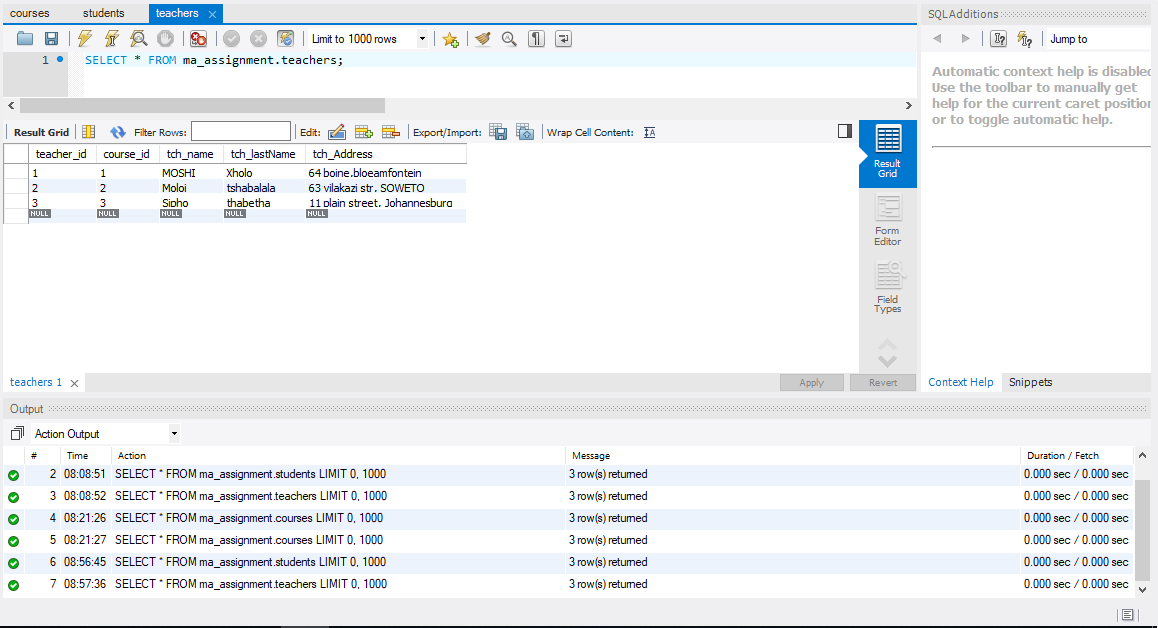 courses students teachers
SQLAdditions
Limit to 1000 rows
Jump to
1 SELECT * FROM ma_assignment.teachers;
Automatic context help is disabled
Use the toolbar to manually get
help for the current caret position
or to toggle automatic help.
Result Grid Filter Rows: Edit: Export/Import: Wrap Cell Content:
teacher_id course_id tch_name tch_lastName tch_Address
1 1 MOSHI Xholo 64 boine,bloeamfontein
2 2 Moloi tshabalala 63 vilakazi str, SOWETO
3 3 Sipho thabetha 11 plain street, Johannesburg
NULL NULL NULL NULL NULL
Result
Grid
Form
Editor
Field
Types
teachers 1
Apply Revert
Context Help Snippets
Output
Action Output
# Time Action Message Duration / Fetch
2 08:08:51 SELECT * FROM ma_assignment.students LIMIT 0, 1000 3 row(s) returned 0.000 sec / 0.000 sec
3 08:08:52 SELECT * FROM ma_assignment.teachers LIMIT 0, 1000 3 row(s) returned 0.000 sec / 0.000 sec
4 08:21:26 SELECT * FROM ma_assignment.courses LIMIT 0, 1000 3 row(s) returned 0.000 sec / 0.000 sec
5 08:21:27 SELECT * FROM ma_assignment.courses LIMIT 0, 1000 3 row(s) returned 0.000 sec / 0.000 sec
6 08:56:45 SELECT * FROM ma_assignment.students LIMIT 0, 1000 3 row(s) returned 0.000 sec / 0.000 sec
7 08:57:36 SELECT * FROM ma_assignment.teachers LIMIT 0, 1000 3 row(s) returned 0.000 sec / 0.000 sec